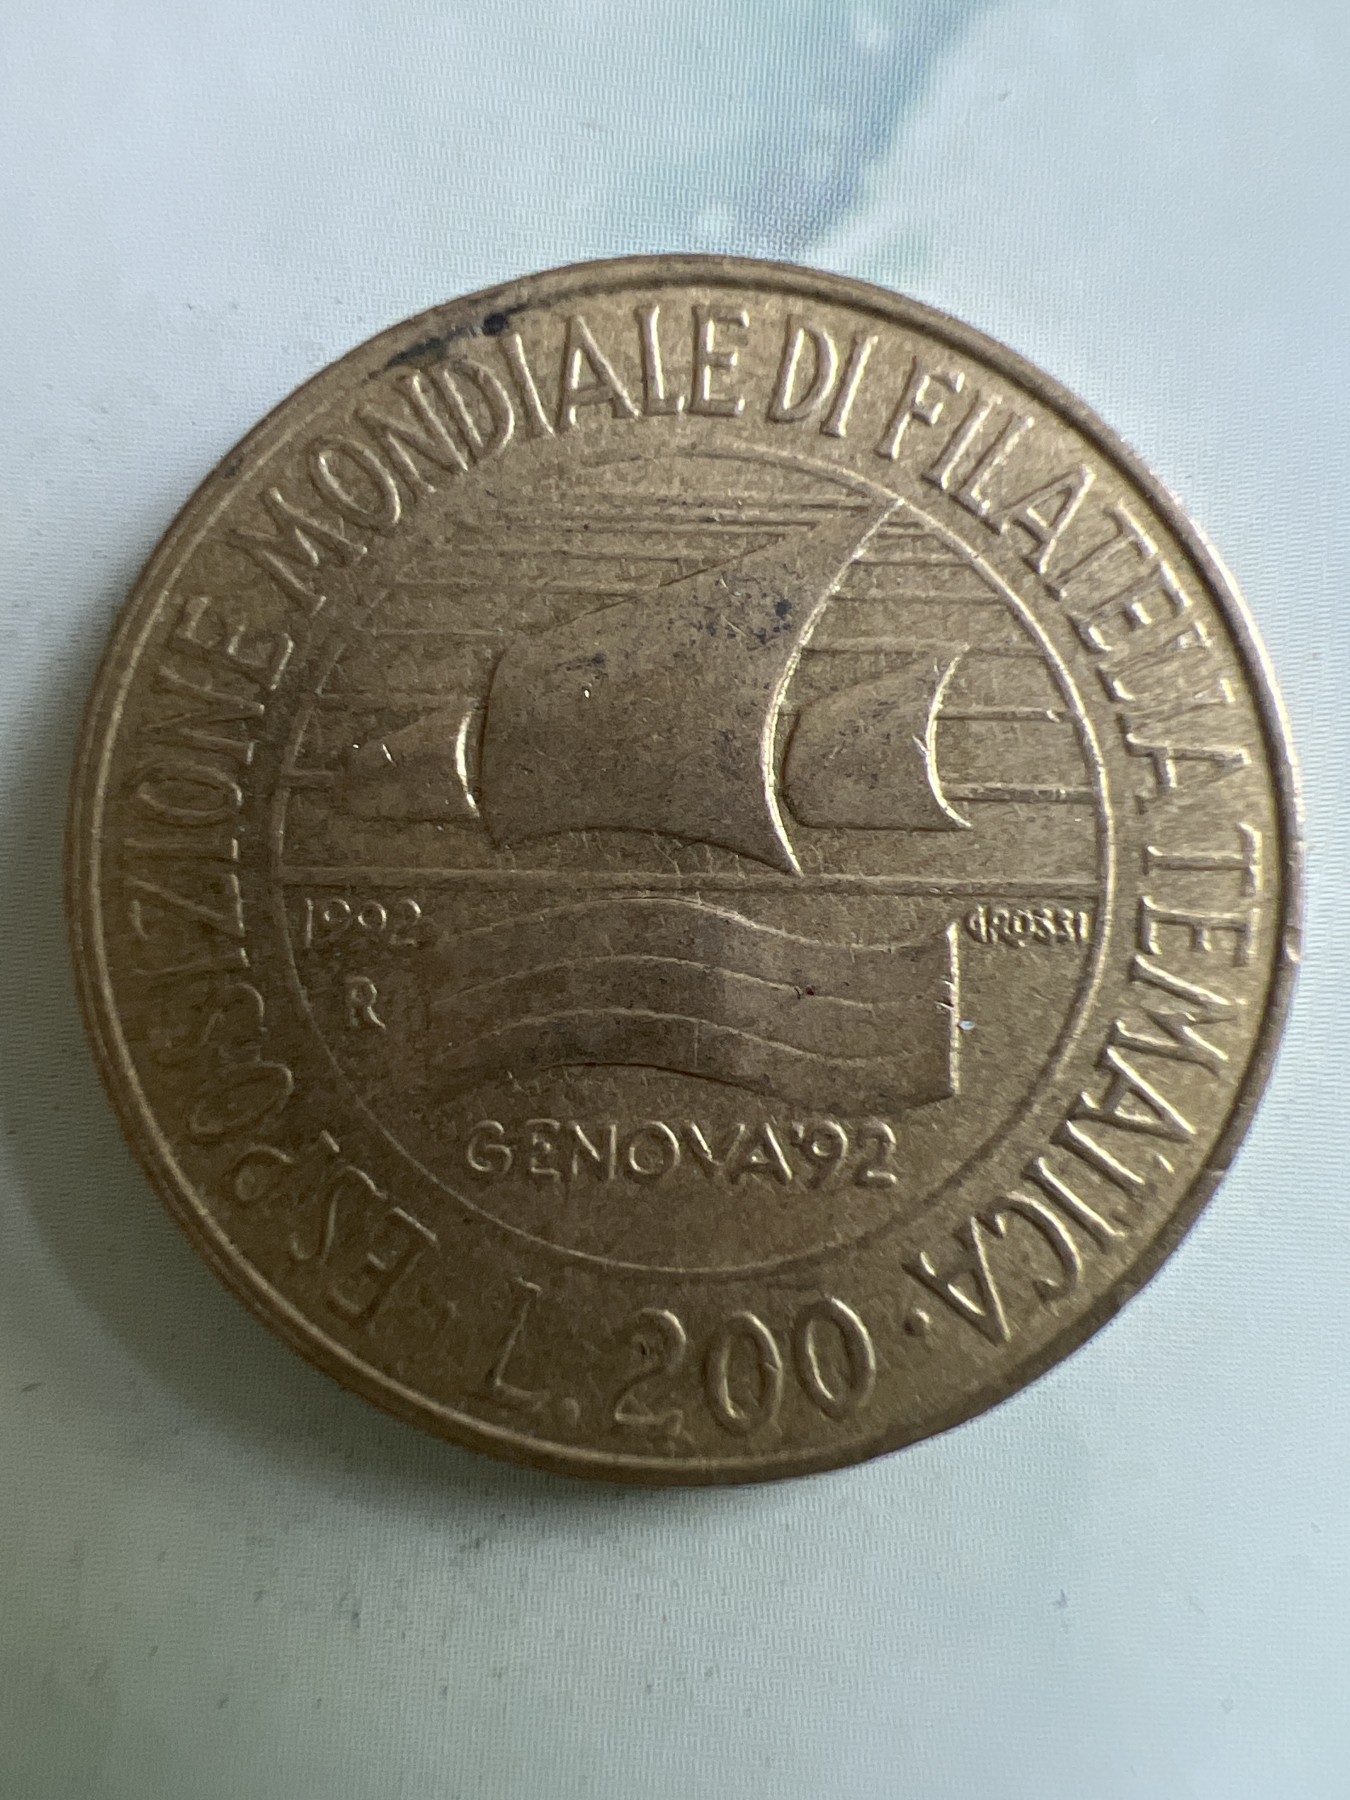 ESPOSIZIONE MONDIALE DI FILATELIA TEMATICA ·
1992
GROSSI
R
GENOVA '92
L. 200